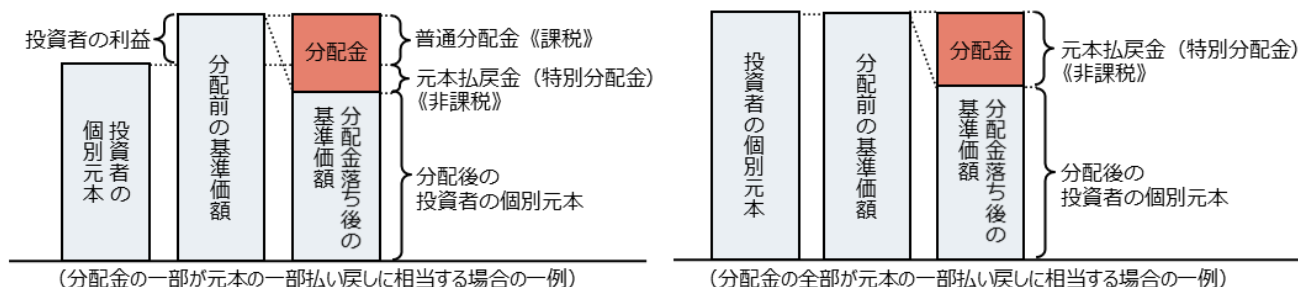 投資者の利益
投資者の
個別元本
分配前の基準価額
分配金
分配金落ち後の
基準価額
普通分配金《課税》
元本払戻金（特別分配金）
《非課税》
分配後の
投資者の個別元本
（分配金の一部が元本の一部払い戻しに相当する場合の一例）
投資者の個別元本
分配前の基準価額
分配金
分配金落ち後の
基準価額
元本払戻金（特別分配金）
《非課税》
分配後の
投資者の個別元本
（分配金の全部が元本の一部払い戻しに相当する場合の一例）